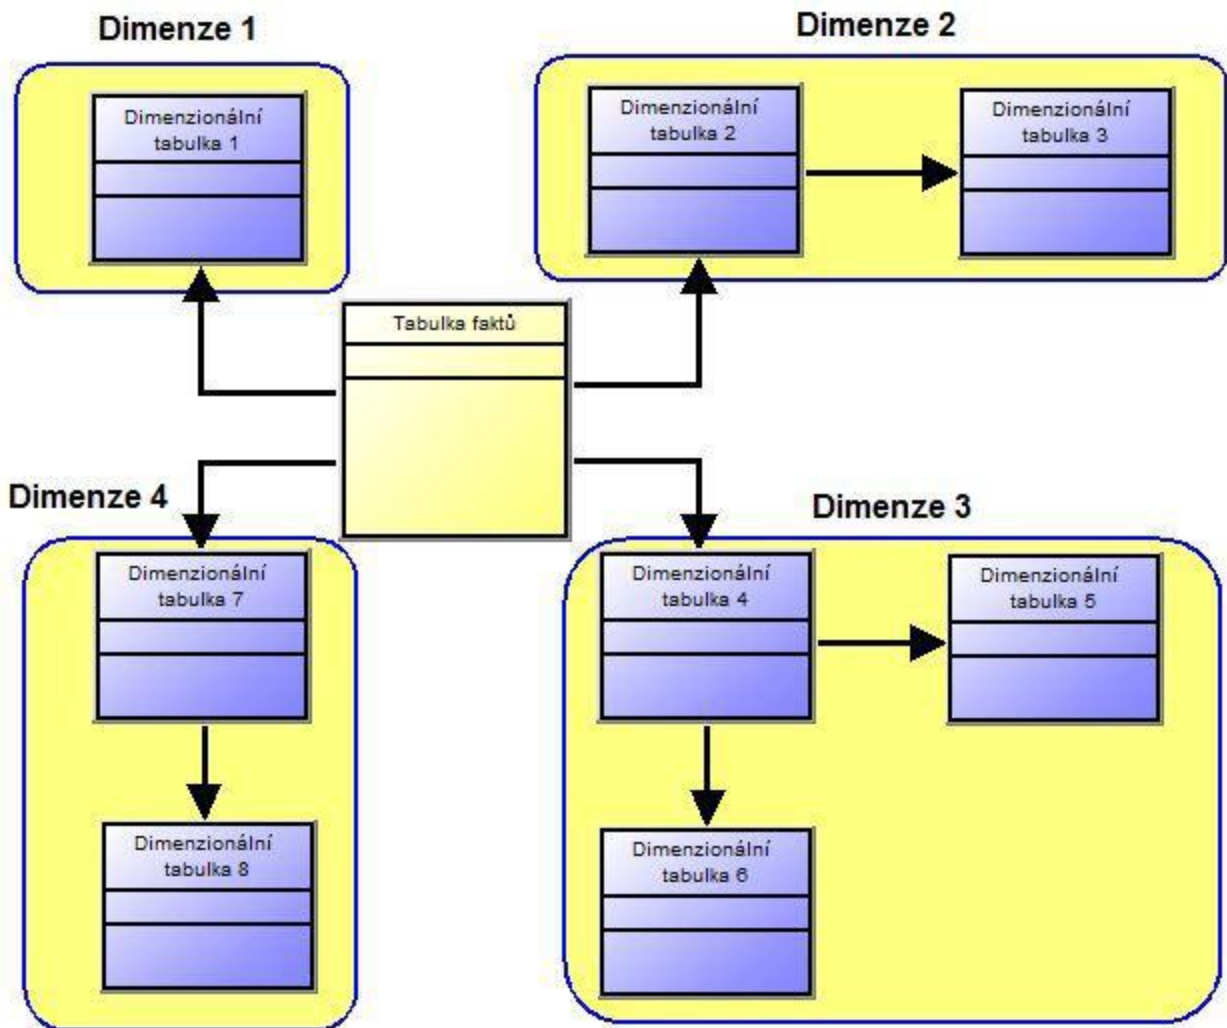 Dimenze 1
Dimenzionální
tabulka 1
Dimenze 2
Dimenzionální
tabulka 2
Dimenzionální
tabulka 3
Tabulka faktů
Dimenze 4
Dimenzionální
tabulka 7
Dimenzionální
tabulka 8
Dimenze 3
Dimenzionální
tabulka 4
Dimenzionální
tabulka 5
Dimenzionální
tabulka 6